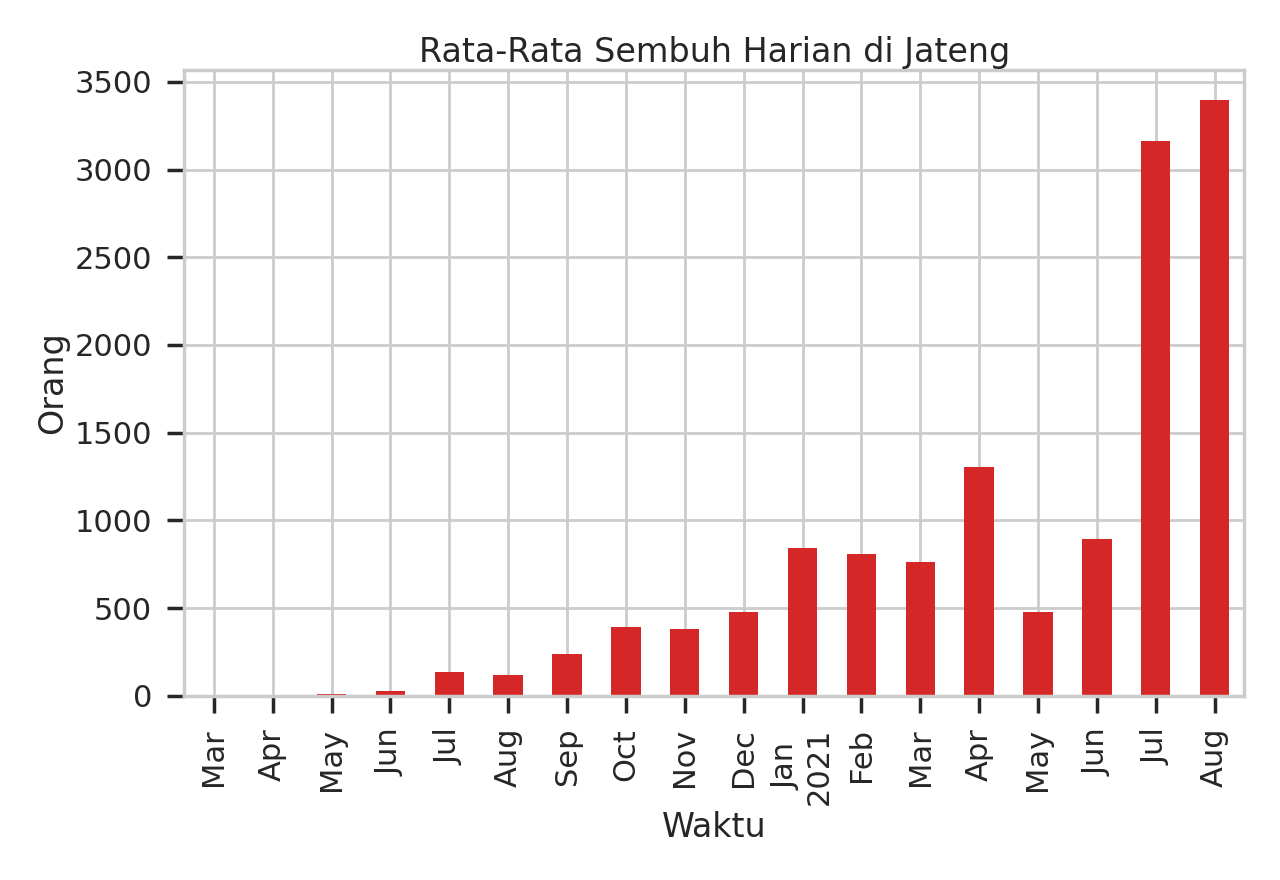 Rata-Rata Sembuh Harian di Jateng
3500
3000
2500
2000
1500
1000
500
0
Orang
Mar
Apr
May
Jun
Jul
Aug
Sep
Oct
Nov
Dec
Jan
2021
Feb
Mar
Apr
May
Jun
Jul
Aug
Waktu